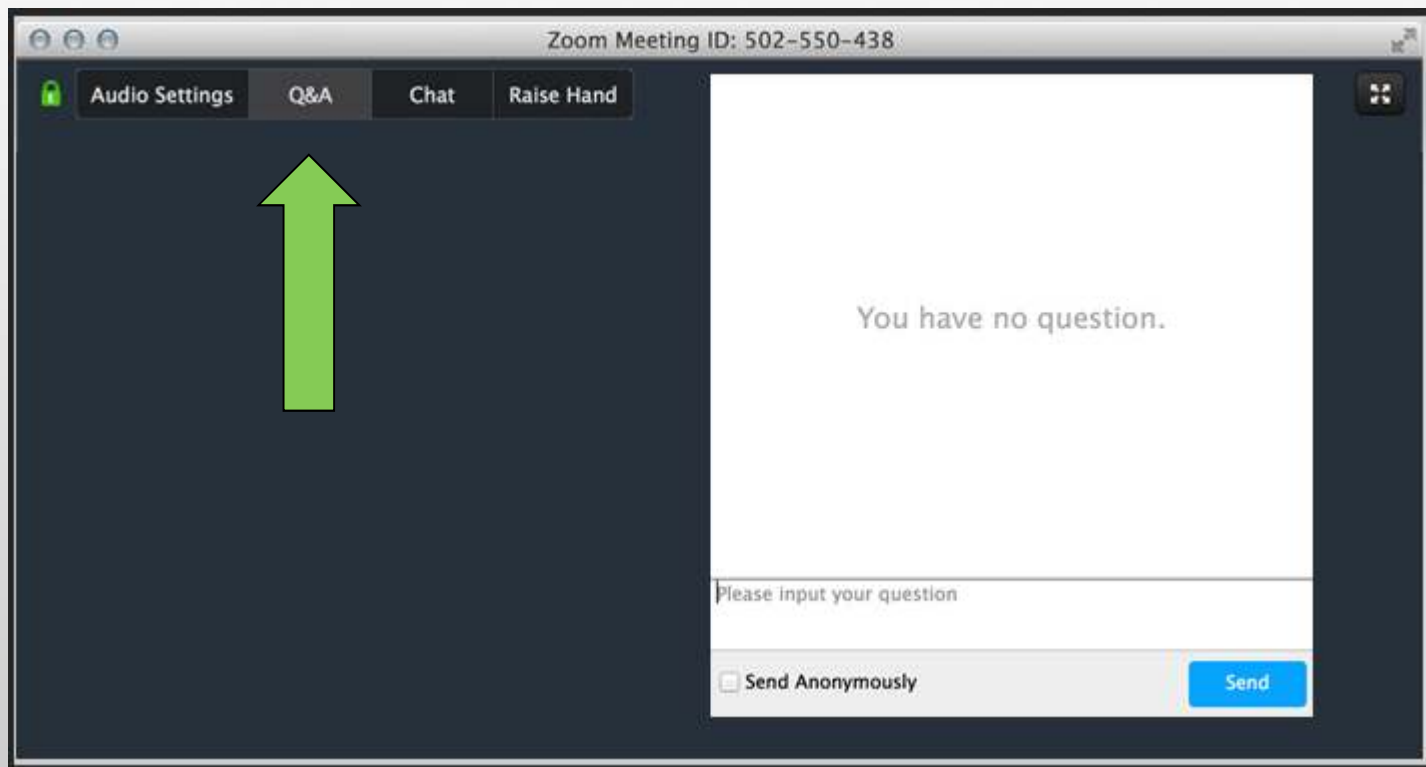 Zoom Meeting ID: 502-550-438
Audio Settings Q&A Chat Raise Hand
You have no question.
Please input your question
Send Anonymously Send